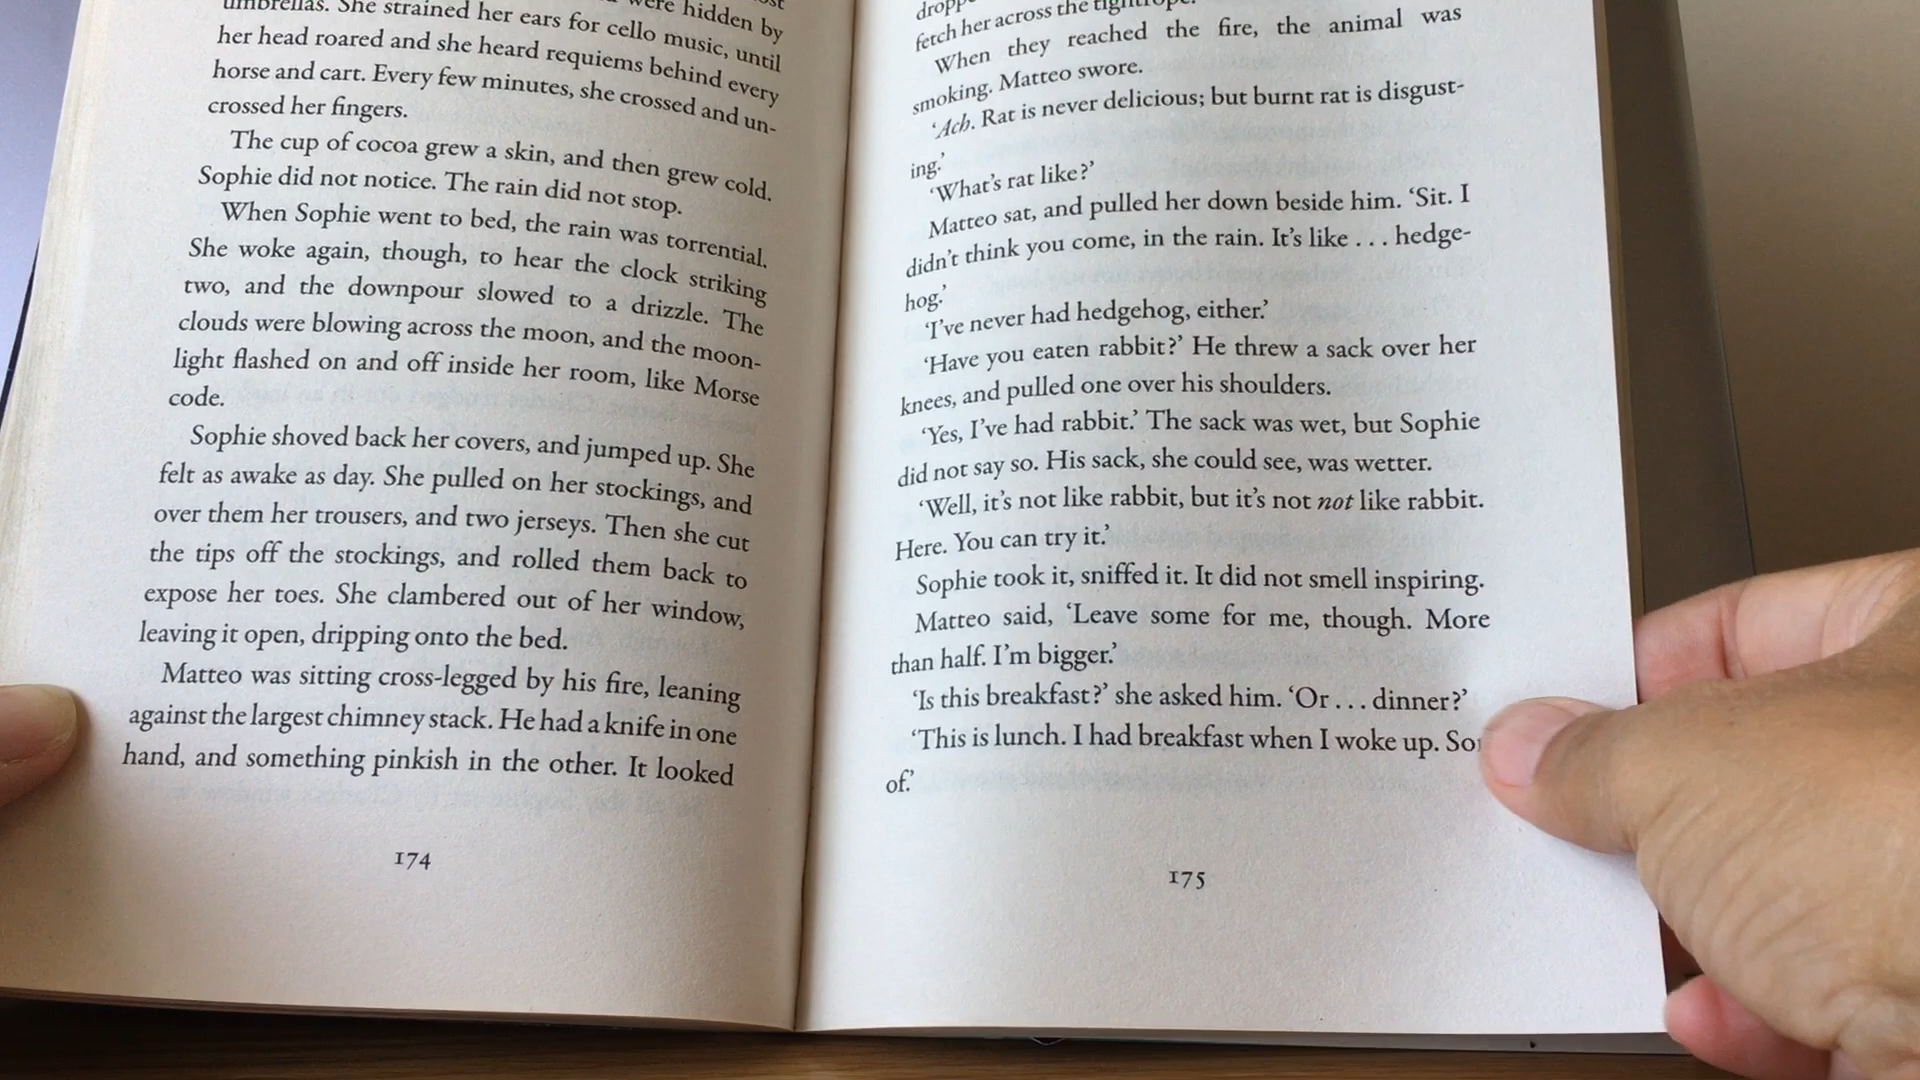 were hidden by
umbrellas. She strained her ears for cello music, until
her head roared and she heard requiems behind every
horse and cart. Every few minutes, she crossed and un-
crossed her fingers.
The cup of cocoa grew a skin, and then grew cold.
Sophie did not notice. The rain did not stop.
When Sophie went to bed, the rain was torrential.
She woke again, though, to hear the clock striking
two, and the downpour slowed to a drizzle. The
clouds were blowing across the moon, and the moon-
light flashed on and off inside her room, like Morse
code.
Sophie shoved back her covers, and jumped up. She
felt as awake as day. She pulled on her stockings, and
over them her trousers, and two jerseys. Then she cut
the tips off the stockings, and rolled them back to
expose her toes. She clambered out of her window,
leaving it open, dripping onto the bed.
Matteo was sitting cross-legged by his fire, leaning
against the largest chimney stack. He had a knife in one
hand, and something pinkish in the other. It looked
174
fetch her across the tightrope.
When they reached the fire, the animal was
smoking. Matteo swore.
‘Ach. Rat is never delicious; but burnt rat is disgust-
ing.’
‘What’s rat like?’
Matteo sat, and pulled her down beside him. ‘Sit. I
didn’t think you come, in the rain. It’s like . . . hedge-
hog.’
‘I’ve never had hedgehog, either.’
‘Have you eaten rabbit?’ He threw a sack over her
knees, and pulled one over his shoulders.
‘Yes, I’ve had rabbit.’ The sack was wet, but Sophie
did not say so. His sack, she could see, was wetter.
‘Well, it’s not like rabbit, but it’s not not like rabbit.
Here. You can try it.’
Sophie took it, sniffed it. It did not smell inspiring.
Matteo said, ‘Leave some for me, though. More
than half. I’m bigger.’
‘Is this breakfast?’ she asked him. ‘Or . . . dinner?’
‘This is lunch. I had breakfast when I woke up.
of.’
175